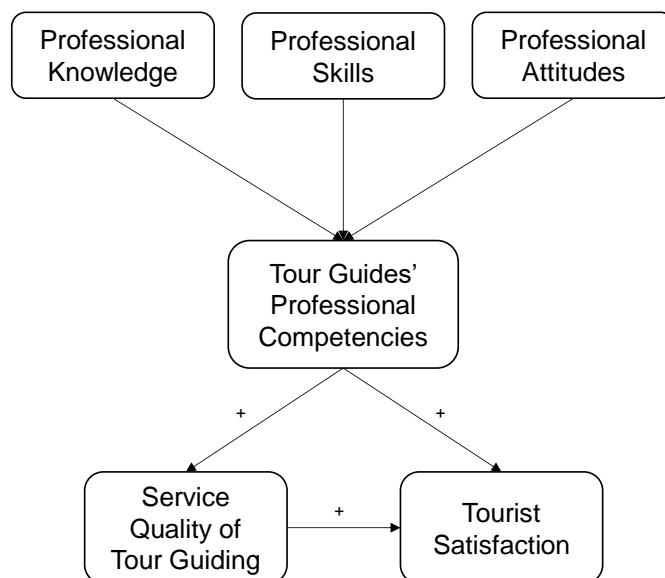 Professional
Knowledge
Professional
Skills
Professional
Attitudes
Tour Guides’
Professional
Competencies
+
+
Service
Quality of
Tour Guiding
+
Tourist
Satisfaction